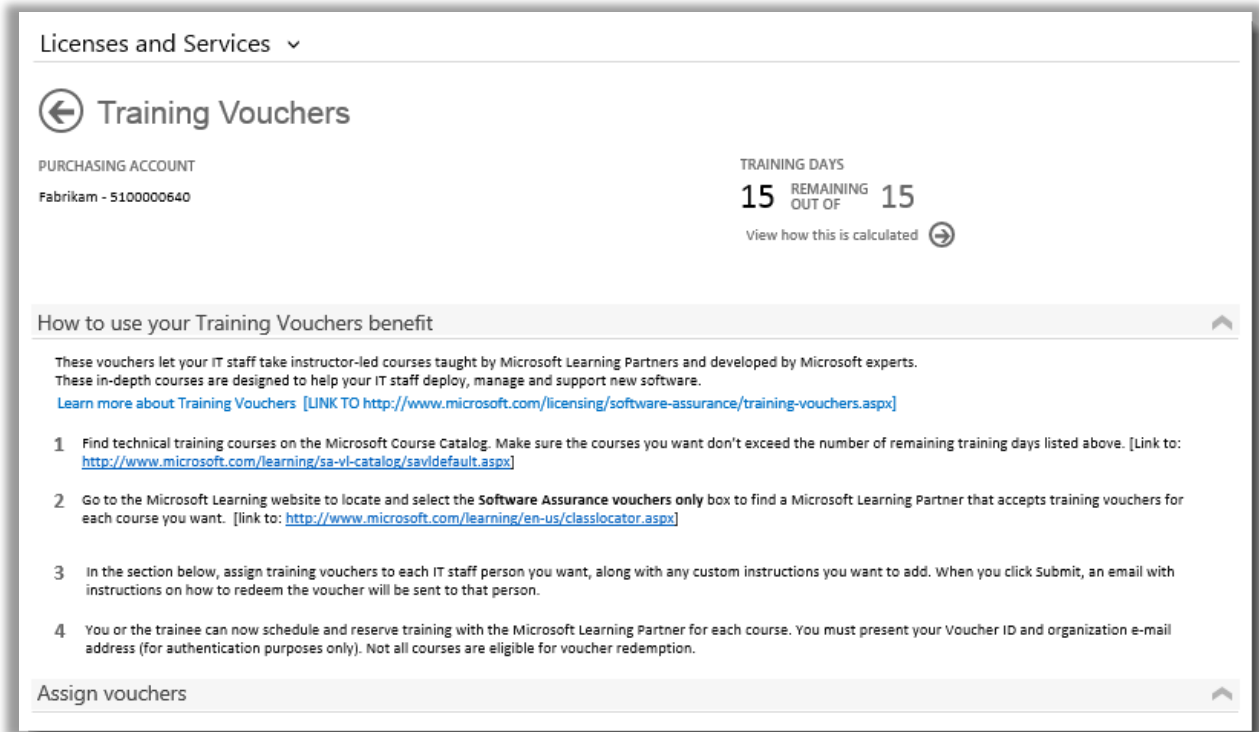 Licenses and Services
Training Vouchers
PURCHASING ACCOUNT
Fabrikam - 5100000640
TRAINING DAYS
15 REMAINING OUT OF 15
View how this is calculated
How to use your Training Vouchers benefit
These vouchers let your IT staff take instructor-led courses taught by Microsoft Learning Partners and developed by Microsoft experts.
These in-depth courses are designed to help your IT staff deploy, manage and support new software.
Learn more about Training Vouchers [LINK TO http://www.microsoft.com/licensing/software-assurance/training-vouchers.aspx]
1 Find technical training courses on the Microsoft Course Catalog. Make sure the courses you want don't exceed the number of remaining training days listed above. [Link to:
http://www.microsoft.com/learning/sa-vl-catalog/savldefault.aspx]
2 Go to the Microsoft Learning website to locate and select the Software Assurance vouchers only box to find a Microsoft Learning Partner that accepts training vouchers for
each course you want. [link to: http://www.microsoft.com/learning/en-us/classlocator.aspx]
3 In the section below, assign training vouchers to each IT staff person you want, along with any custom instructions you want to add. When you click Submit, an email with
instructions on how to redeem the voucher will be sent to that person.
4 You or the trainee can now schedule and reserve training with the Microsoft Learning Partner for each course. You must present your Voucher ID and organization e-mail
address (for authentication purposes only). Not all courses are eligible for voucher redemption.
Assign vouchers